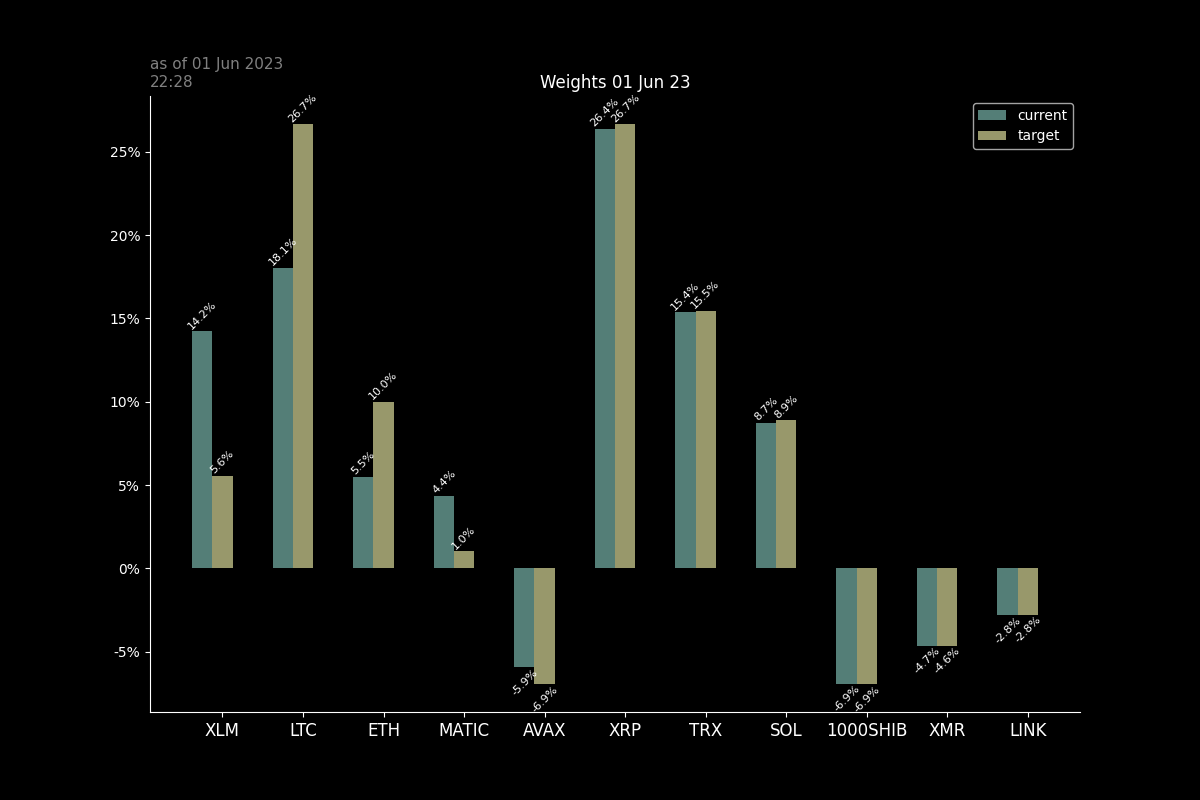 as of 01 Jun 2023
22:28
Weights 01 Jun 23
current
target
25%
20%
15%
10%
5%
0%
-5%
14.2%
5.6%
18.1%
26.7%
5.5%
10.0%
4.4%
1.0%
-5.9%
-6.9%
26.4%
26.7%
15.4%
15.5%
8.7%
8.9%
-6.9%
-6.9%
-4.7%
-4.6%
-2.8%
-2.8%
XLM
LTC
ETH
MATIC
AVAX
XRP
TRX
SOL
1000SHIB
XMR
LINK